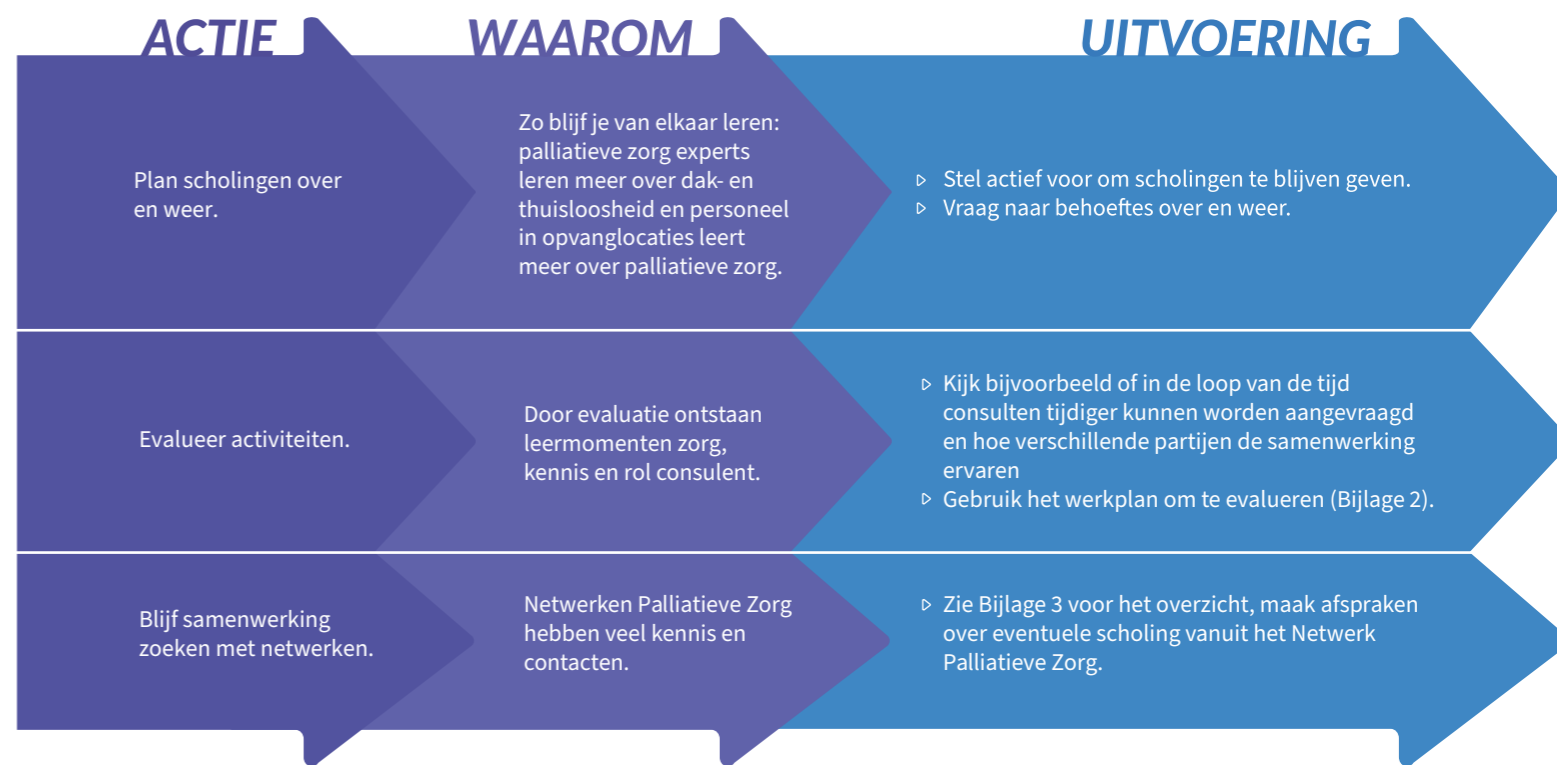 ACTIE
WAAROM
UITVOERING
Plan scholingen over
en weer.
Zo blijf je van elkaar leren:
palliatieve zorg experts
leren meer over dak- en
thuisloosheid en personeel
in opvanglocaties leert
meer over palliatieve zorg.
▹ Stel actief voor om scholingen te blijven geven.
▹ Vraag naar behoeftes over en weer.
Evalueer activiteiten.
Door evaluatie ontstaan
leermomenten zorg,
kennis en rol consulent.
▹ Kijk bijvoorbeeld of in de loop van de tijd
consulten tijdiger kunnen worden aangevraagd
en hoe verschillende partijen de samenwerking
ervaren
▹ Gebruik het werkplan om te evalueren (Bijlage 2).
Blijf samenwerking
zoeken met netwerken.
Netwerken Palliatieve Zorg
hebben veel kennis en
contacten.
▹ Zie Bijlage 3 voor het overzicht, maak afspraken
over eventuele scholing vanuit het Netwerk
Palliatieve Zorg.